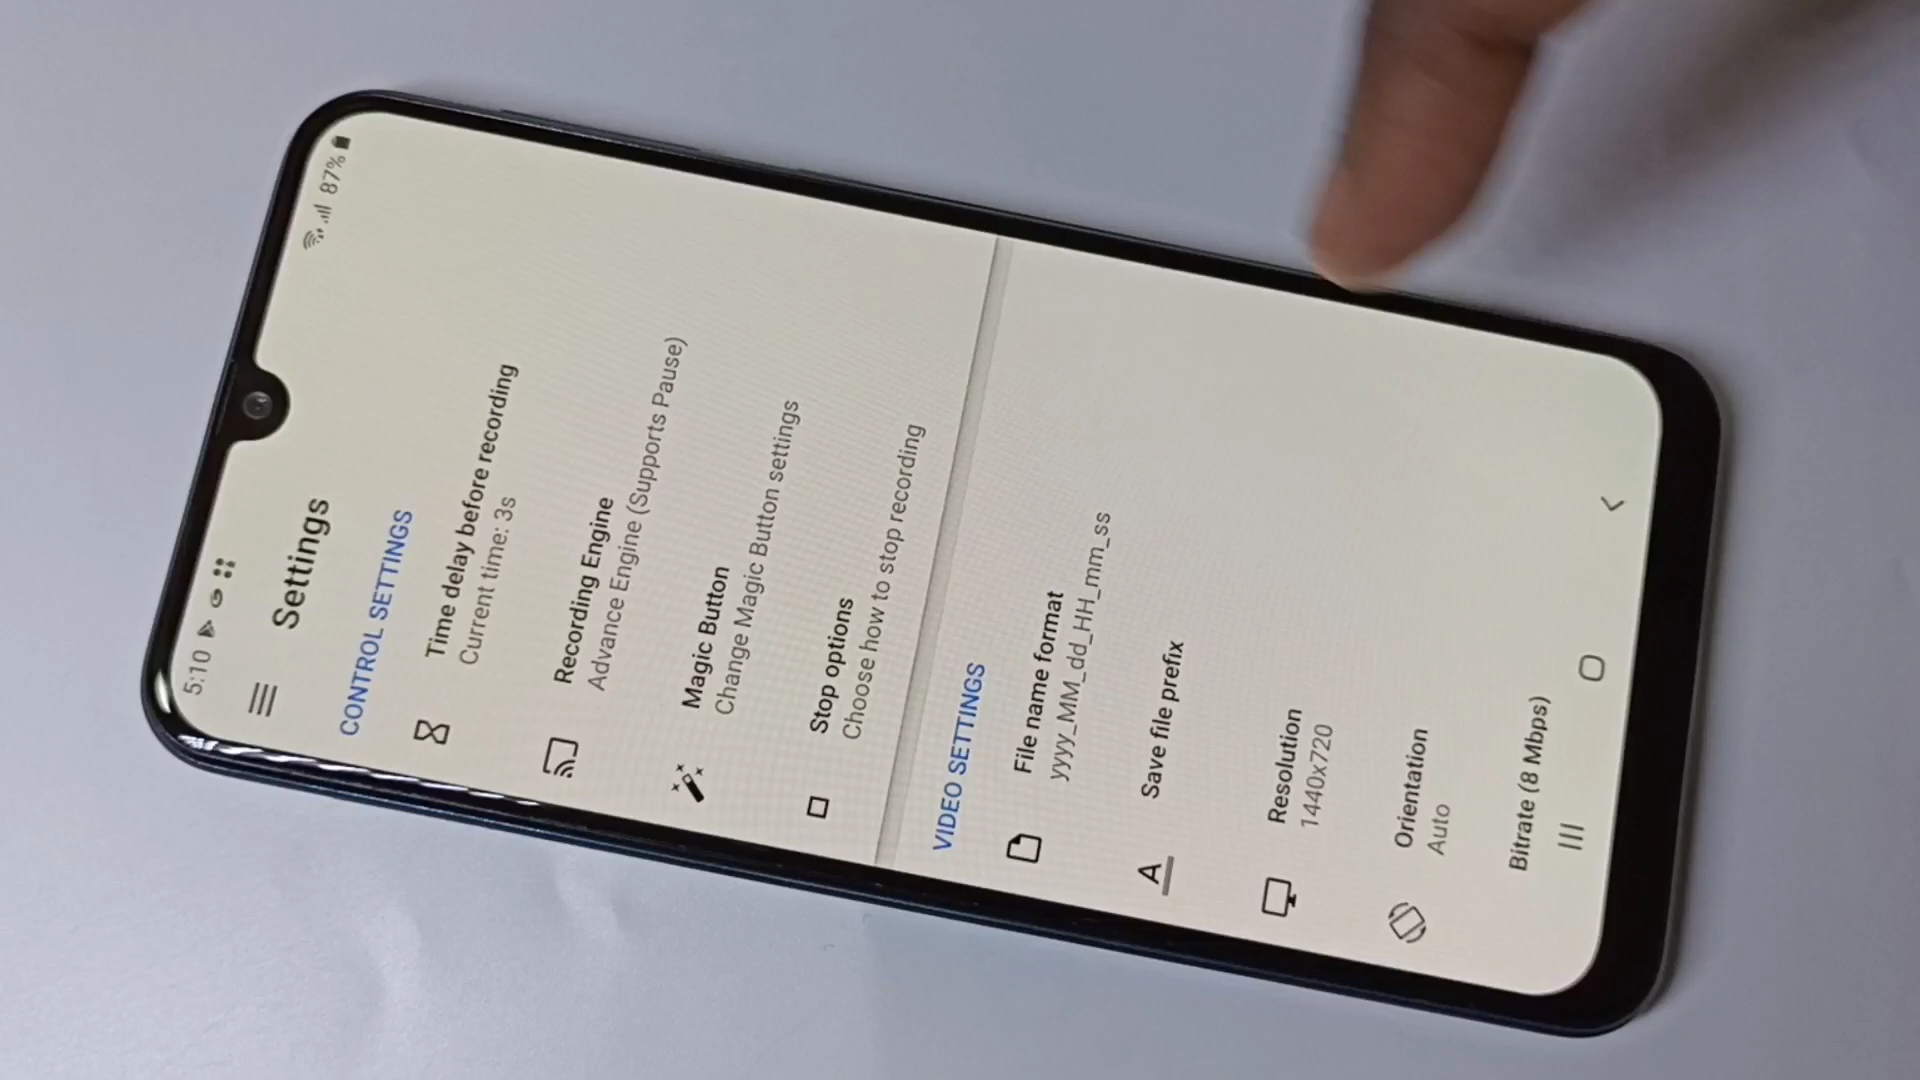 5:10
87%
Settings
CONTROL SETTINGS
Time delay before recording
Current time: 3s
Recording Engine
Advance Engine (Supports Pause)
Magic Button
Change Magic Button settings
Stop options
Choose how to stop recording
VIDEO SETTINGS
File name format
yyyy_MM_dd_HH_mm_ss
Save file prefix
Resolution
1440x720
Orientation
Auto
Bitrate (8 Mbps)